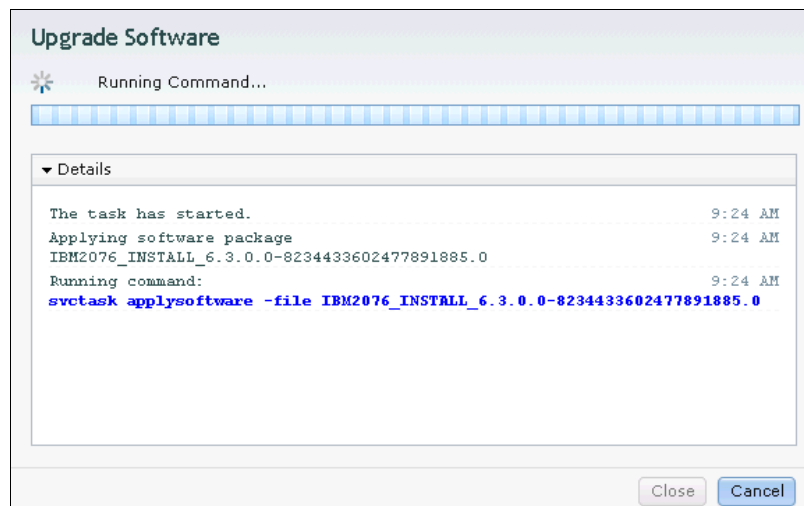 Upgrade Software
Running Command...
Details
The task has started. 9:24 AM
Applying software package 9:24 AM
IBM2076_INSTALL_6.3.0.0-8234433602477891885.0
Running command: 9:24 AM
svctask applysoftware -file IBM2076_INSTALL_6.3.0.0-8234433602477891885.0
Close Cancel